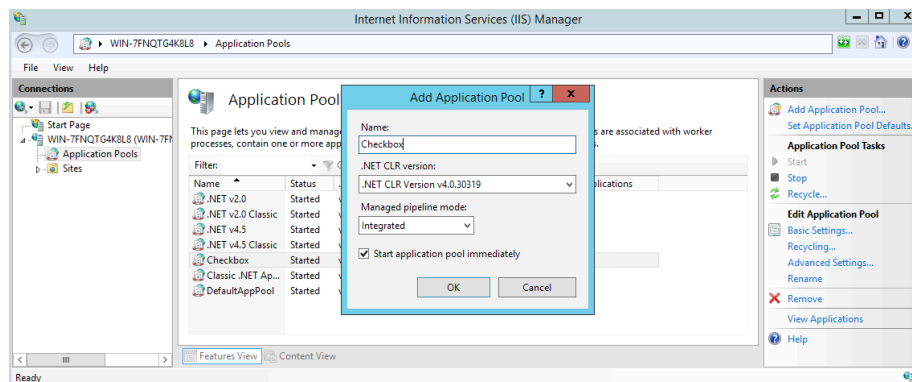 Internet Information Services (IIS) Manager
WIN-7FNQTG4K8L8 Application Pools
File View Help
Connections
Start Page
WIN-7FNQTG4K8L8 (WIN-7FN
Application Pools
Sites
Application Pool
This page lets you view and manag
s are associated with worker
processes, contain one or more app
Filter:
Name Status
plications
.NET v2.0 Started
.NET v2.0 Classic Started
.NET v4.5 Started
.NET v4.5 Classic Started
Checkbox Started
Classic .NET Ap... Started
DefaultAppPool Started
Features View Content View
Add Application Pool ? x
Name:
Checkbox
.NET CLR version:
.NET CLR Version v4.0.30319
Managed pipeline mode:
Integrated
Start application pool immediately
OK Cancel
Actions
Add Application Pool...
Set Application Pool Defaults.
Application Pool Tasks
Start
Stop
Recycle...
Edit Application Pool
Basic Settings...
Recycling...
Advanced Settings...
Rename
Remove
View Applications
Help
Ready